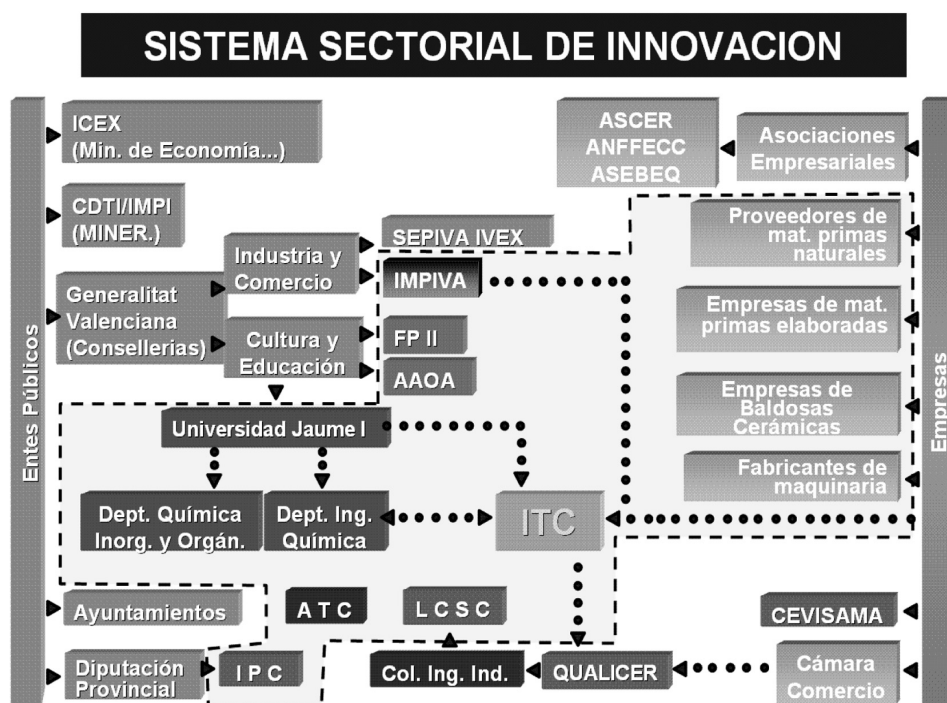 SISTEMA SECTORIAL DE INNOVACION
Entes Públicos
ICEX
(Min. de Economía...)
CDTI/IMPI
(MINER.)
Generalitat
Valenciana
(Consellerias)
Industria y
Comercio
Cultura y
Educación
SEPIVA IVEX
IMPIVA
FP II
AAOA
ASCER
ANFFECC
ASEBEQ
Asociaciones
Empresariales
Proveedores de
mat. primas
naturales
Empresas de mat.
primas elaboradas
Empresas de
Baldosas
Cerámicas
Fabricantes de
maquinaria
Empresas
Universidad Jaume I
Dept. Química
Inorg. y Orgán.
Dept. Ing.
Química
ITC
Ayuntamientos
A T C
L C S C
CEVISAMA
Diputación
Provincial
I P C
Col. Ing. Ind.
QUALICER
Cámara
Comercio